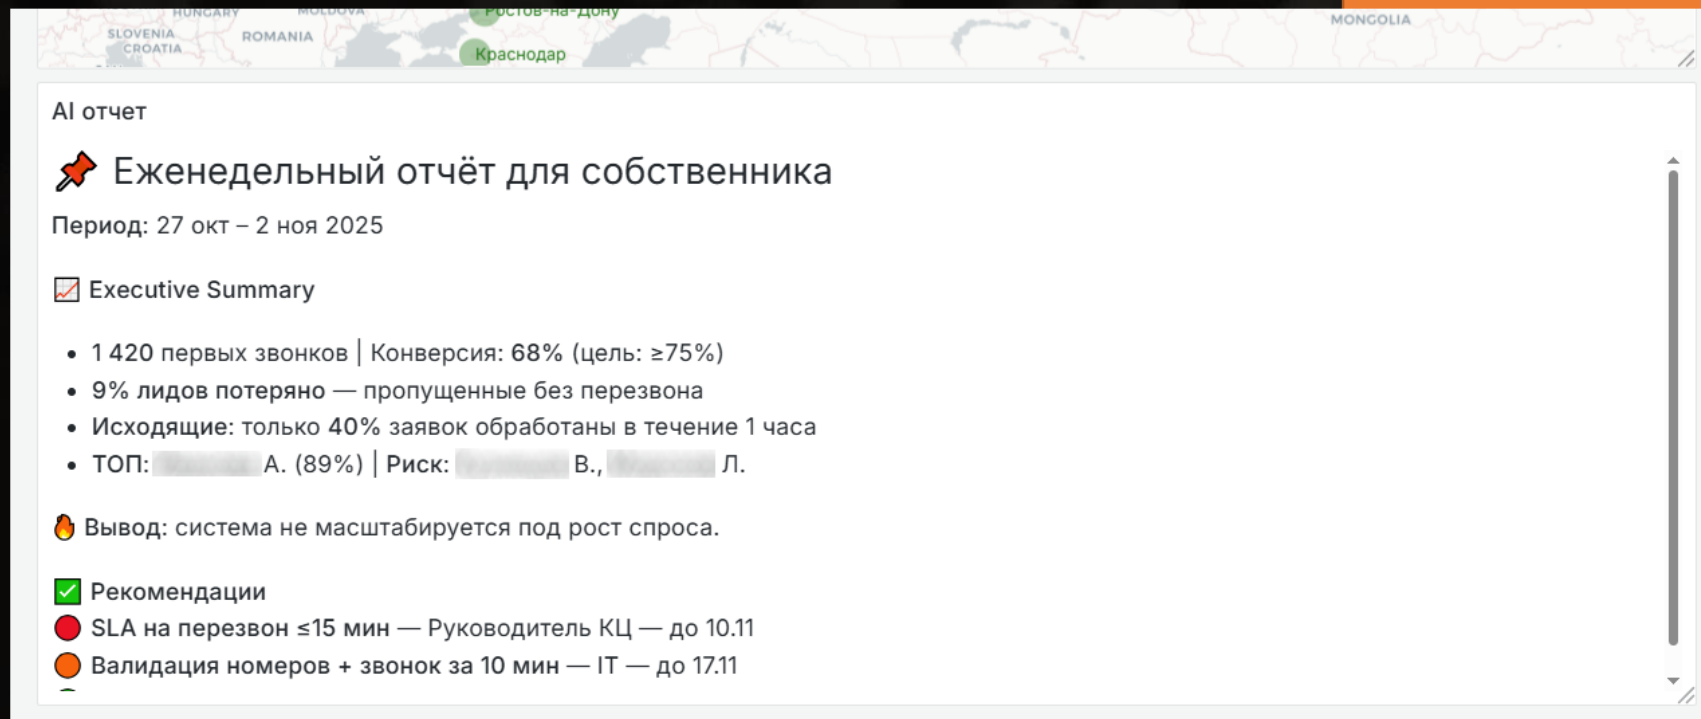 HUNGARY
MOLDOVA
Ростов-на-Дону
SLOVENIA
CROATIA
ROMANIA
MONGOLIA
Краснодар
AI отчет
📌 Еженедельный отчёт для собственника
Период: 27 окт – 2 ноя 2025
📈 Executive Summary
• 1 420 первых звонков | Конверсия: 68% (цель: ≥75%)
• 9% лидов потеряно — пропущенные без перезвона
• Исходящие: только 40% заявок обработаны в течение 1 часа
• ТОП: А. (89%) | Риск: В., Л.
🔥 Вывод: система не масштабируется под рост спроса.
✅ Рекомендации
🔴 SLA на перезвон ≤15 мин — Руководитель КЦ — до 10.11
🟠 Валидация номеров + звонок за 10 мин — IT — до 17.11